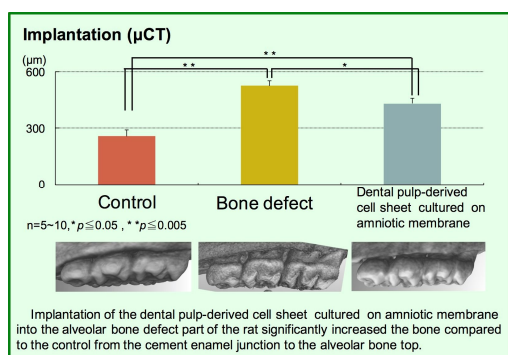 Implantation (μCT)
(μm)
* *
* *
*
600
300
0
Control
Bone defect
Dental pulp-derived
cell sheet cultured on
amniotic membrane
n=5~10,*p≦0.05 , * *p≦0.005
Implantation of the dental pulp-derived cell sheet cultured on amniotic membrane
into the alveolar bone defect part of the rat significantly increased the bone compared
to the control from the cement enamel junction to the alveolar bone top.